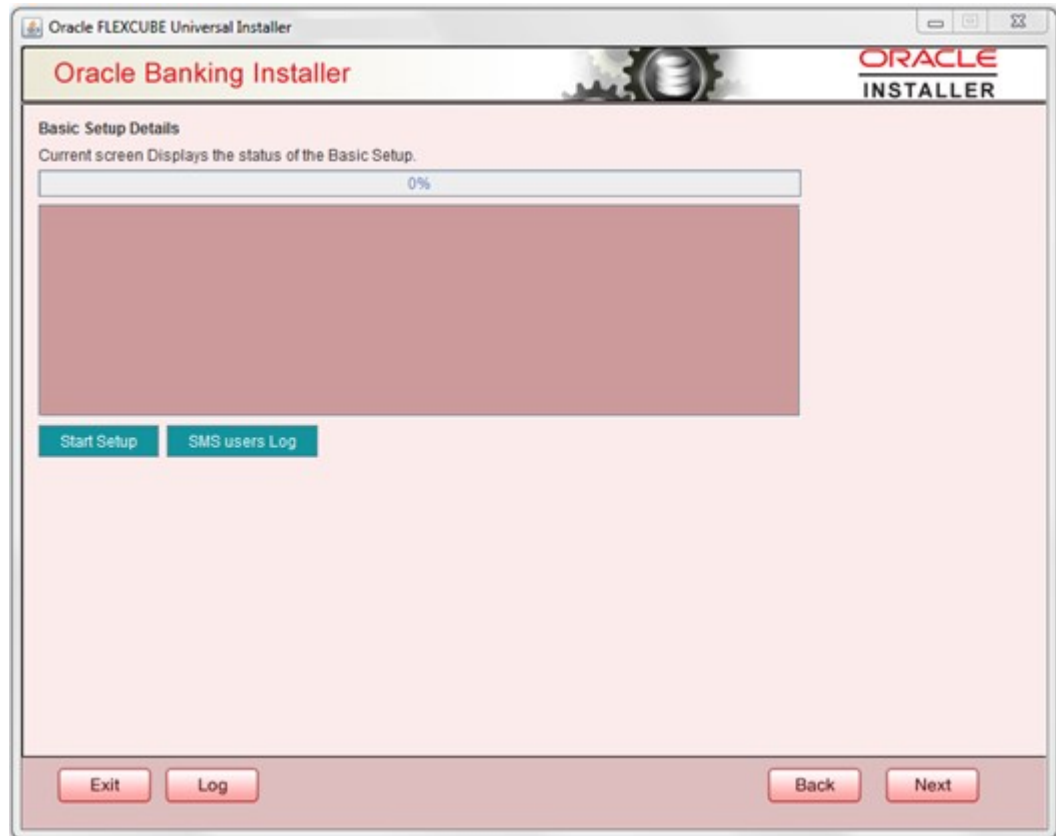 Oracle FLEXCUBE Universal Installer
Oracle Banking Installer
ORACLE
INSTALLER
Basic Setup Details
Current screen Displays the status of the Basic Setup.
0%
Start Setup SMS users Log
Exit Log Back Next